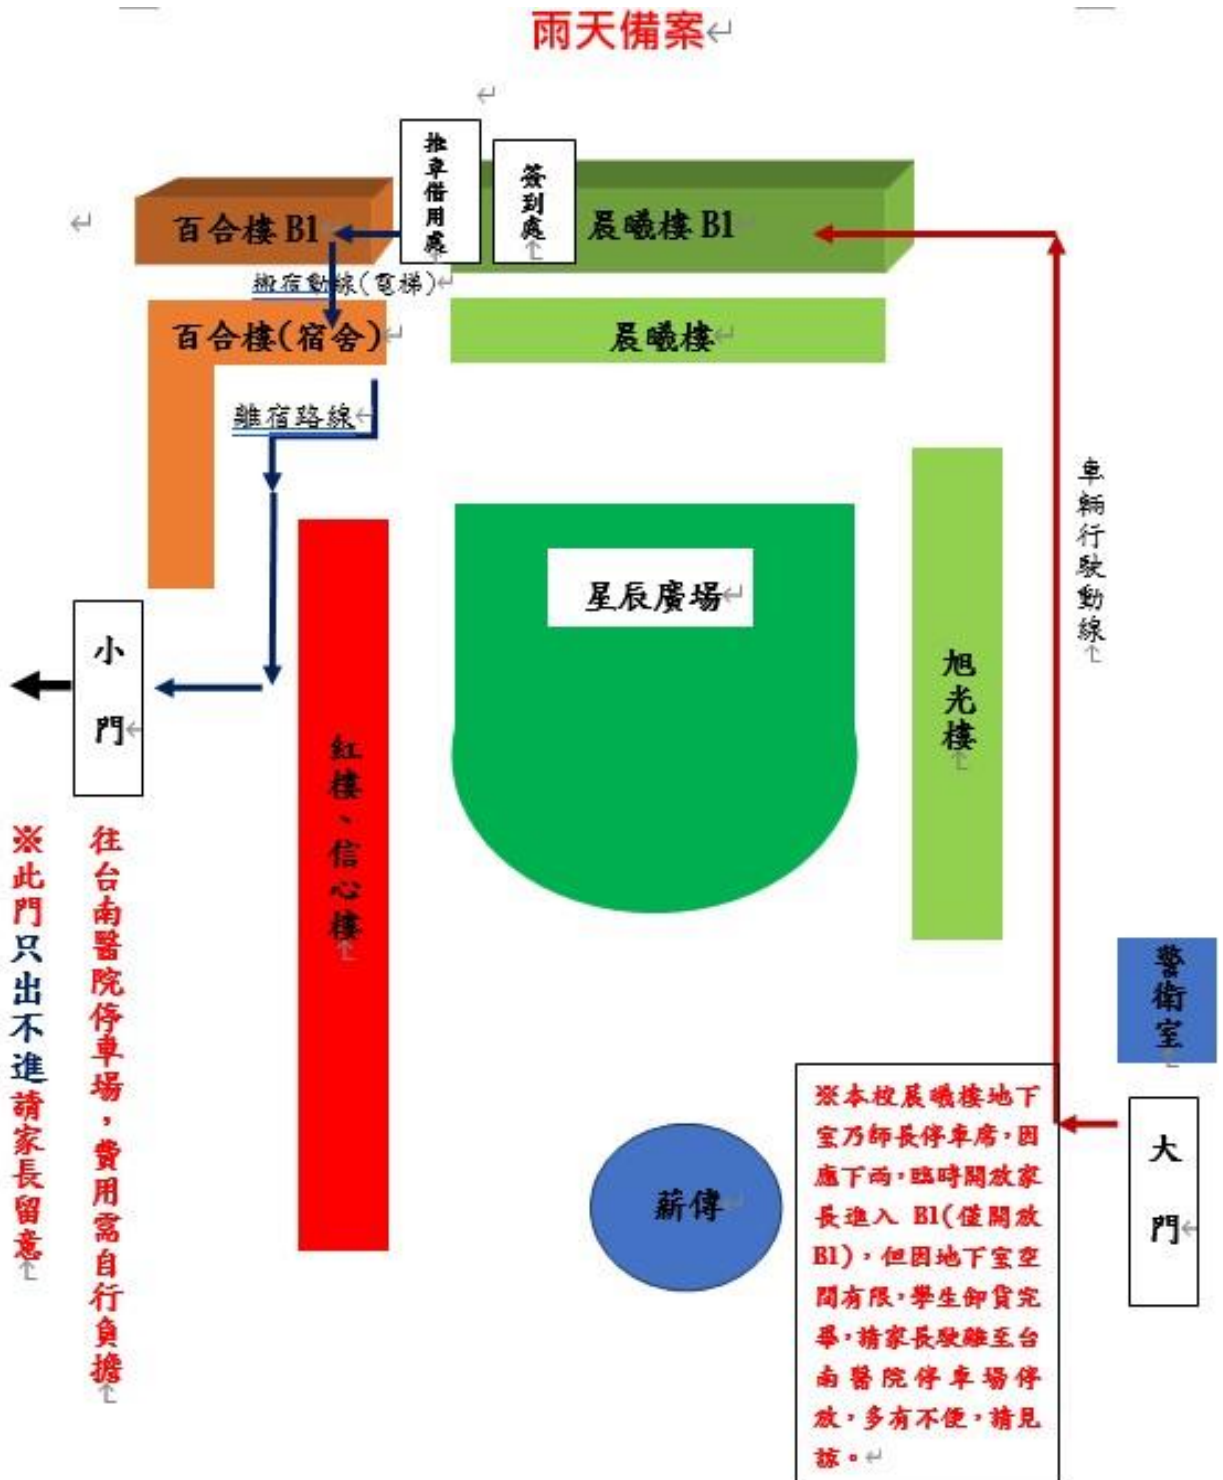 雨天備案
推車借用處
簽到處
百合樓 B1
晨曦樓 B1
搬宿動線(電梯)
百合樓(宿舍)
晨曦樓
離宿路線
車輛行駛動線
星辰廣場
小門
旭光樓
紅樓、信心樓
往台南醫院停車場，費用需自行負擔
※此門只出不進請家長留意
警衛室
大門
薪傳
※本校晨曦樓地下
室乃師長停車席，因
應下雨，臨時開放家
長進入 B1(僅開放
B1)，但因地下室空
間有限，學生卸貨完
畢，請家長駛離至台
南醫院停車場停
放，多有不便，請見
諒。